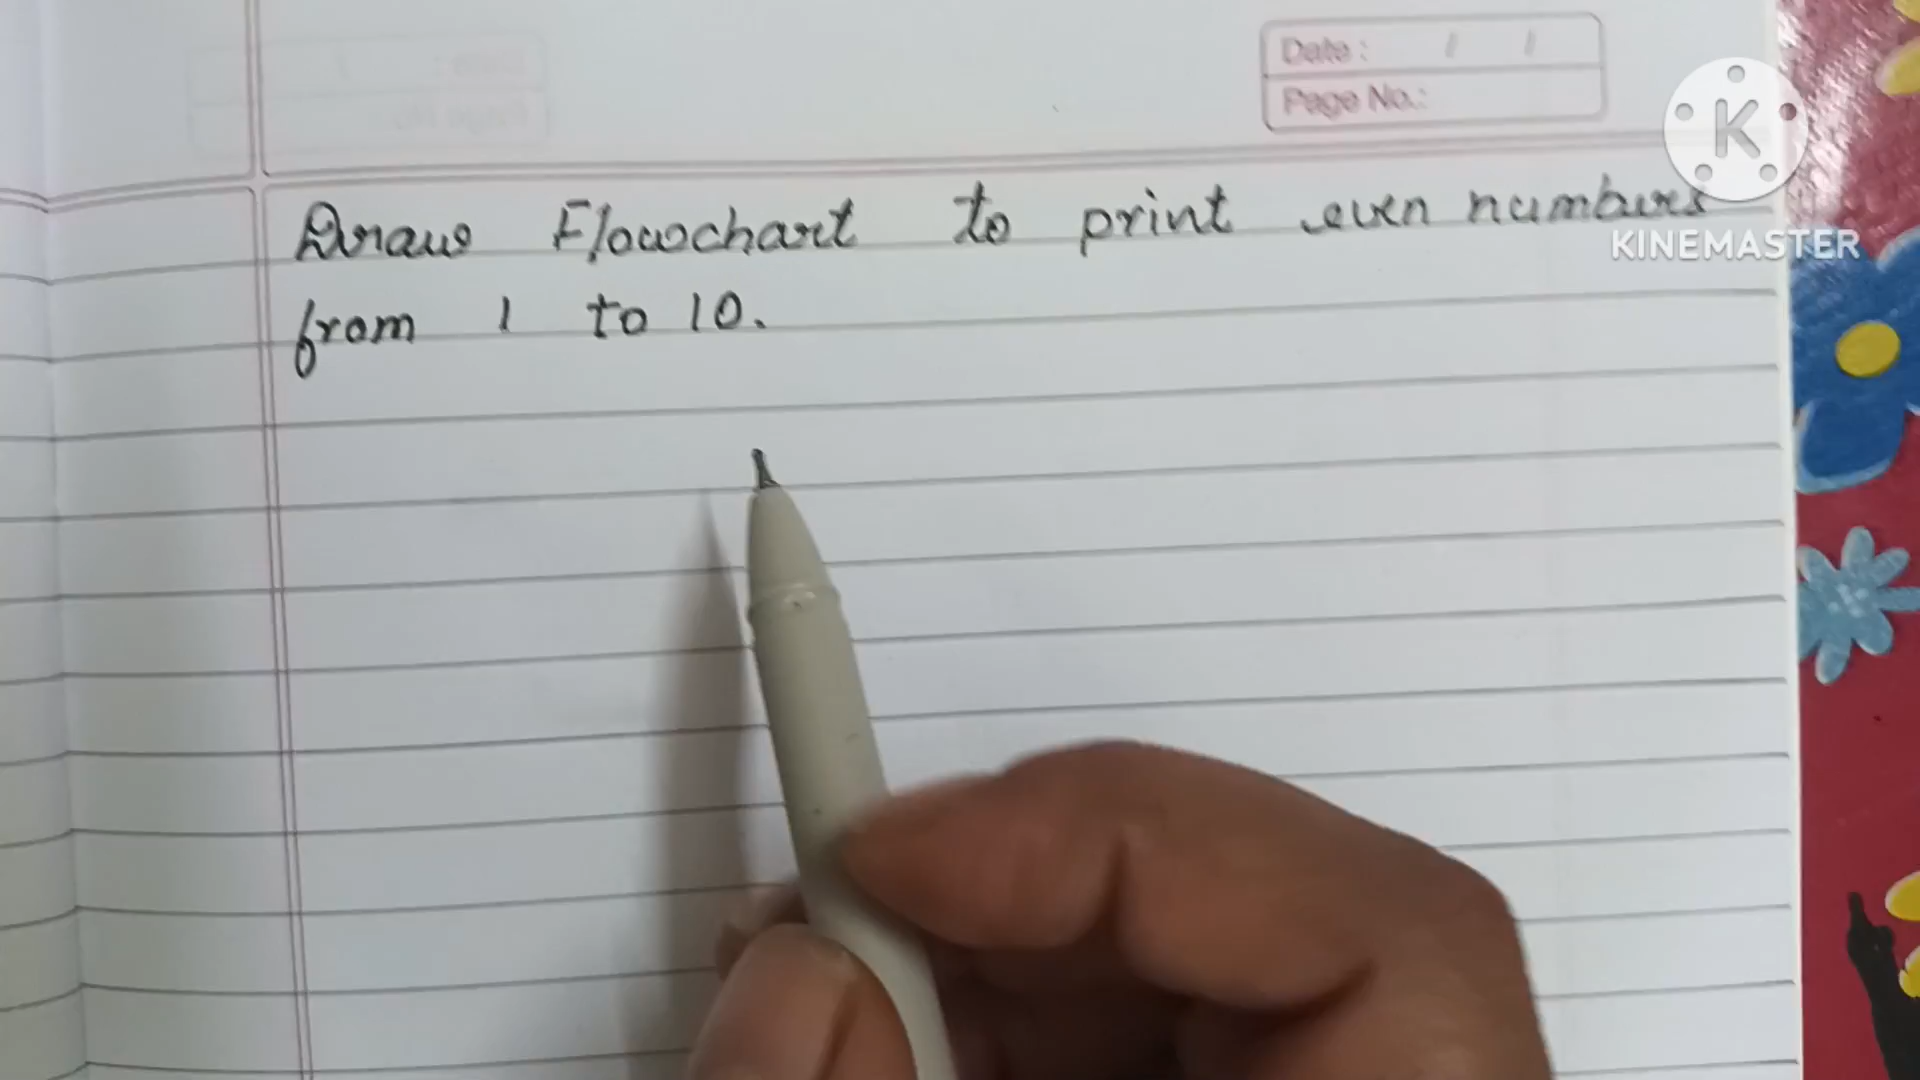 Date : / /
Page No.:
K
KINEMASTER
Draw Flowchart to print even numbers
from 1 to 10.